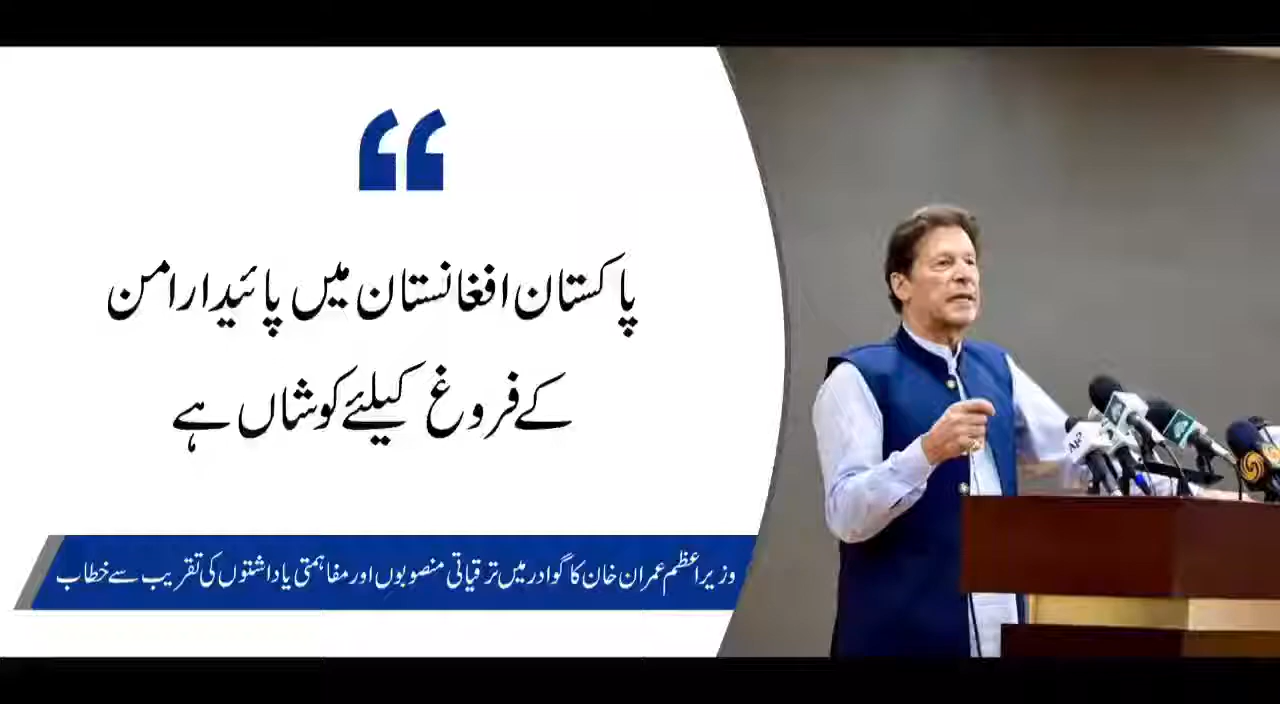 پاکستان افغانستان میں پائیدار امن
کے فروغ کیلئے کوشاں ہے
وزیراعظم عمران خان کا گوادر میں ترقیاتی منصوبوں اور مفاہمتی یاداشتوں کی تقریب سے خطاب